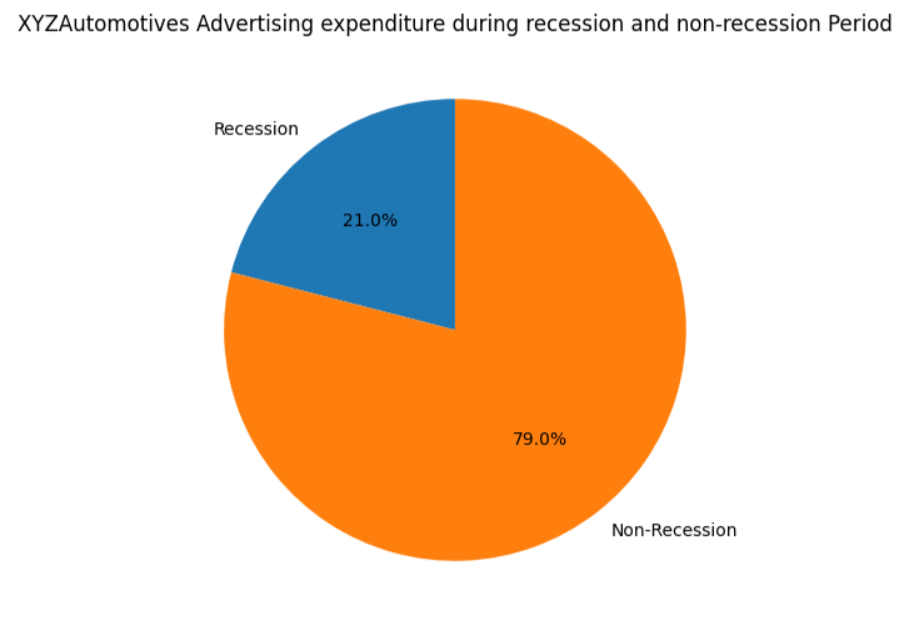 XYZAutomotives Advertising expenditure during recession and non-recession Period
Recession
21.0%
79.0%
Non-Recession